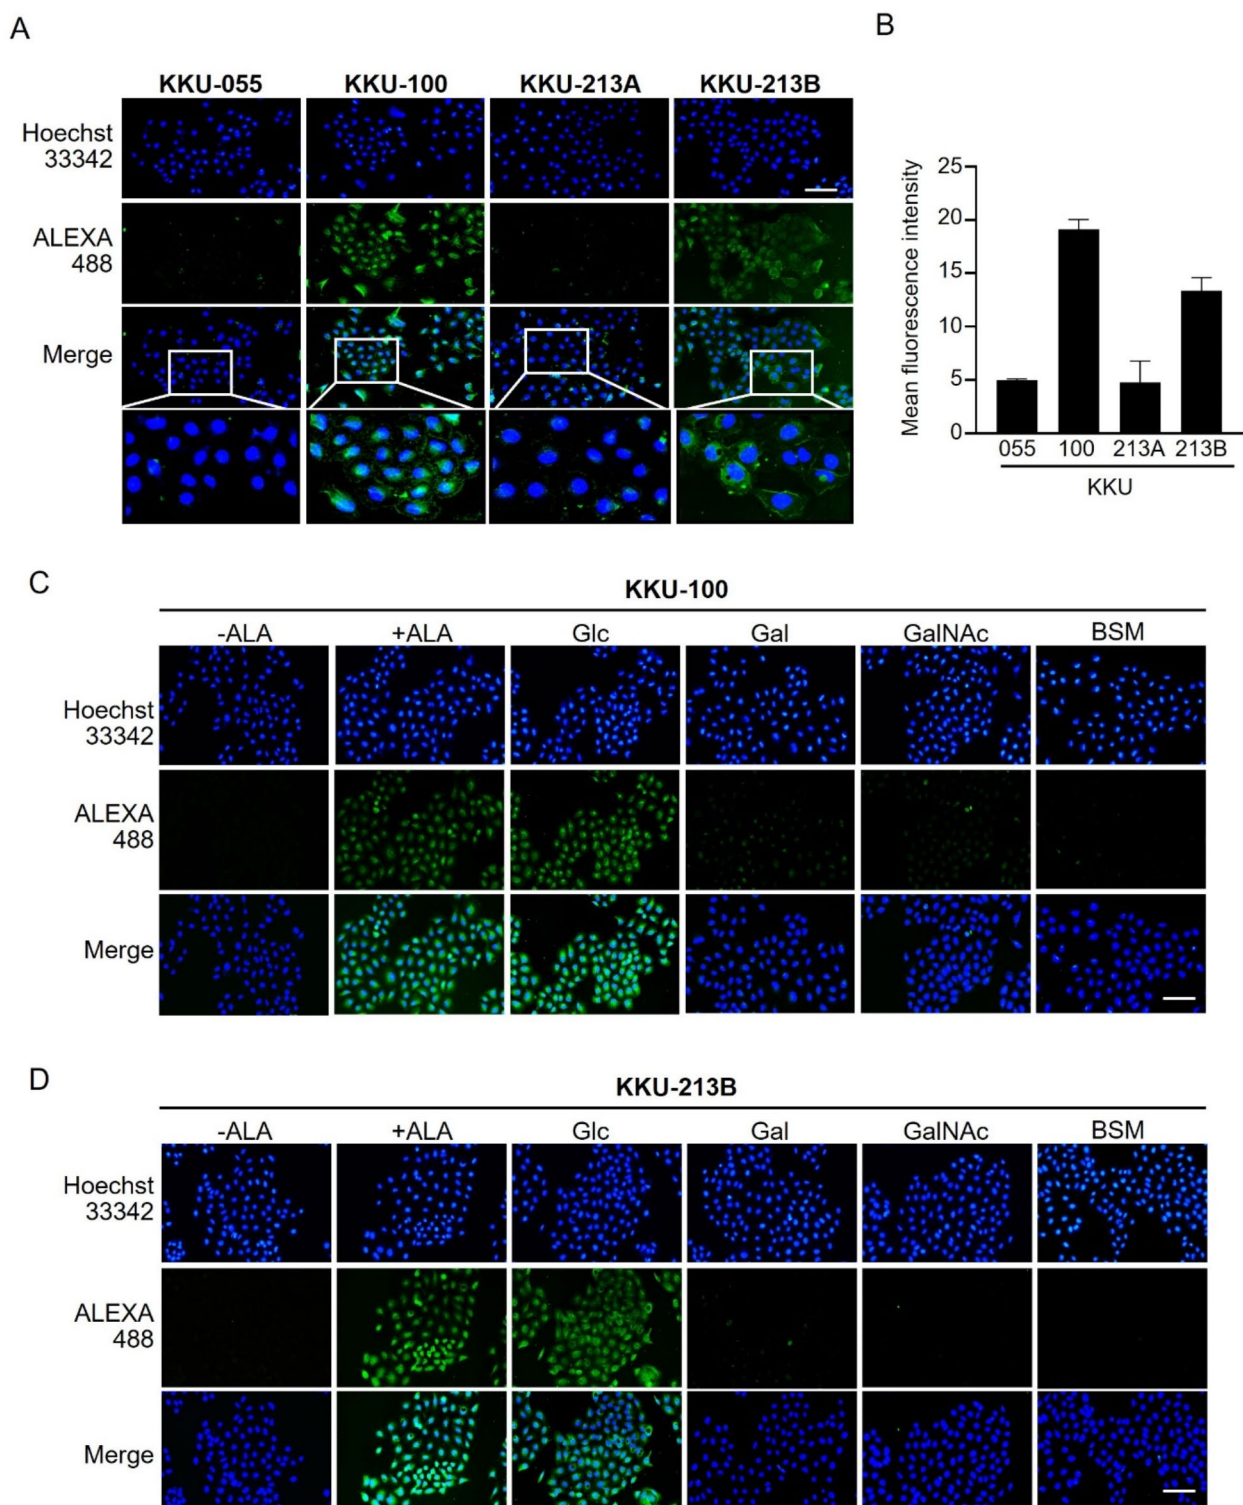 A
KKU-055 KKU-100 KKU-213A KKU-213B
Hoechst
33342
ALEXA
488
Merge
B
Mean fluorescence intensity
25
20
15
10
5
0
055 100 213A 213B
KKU
C
KKU-100
-ALA +ALA Glc Gal GalNAc BSM
Hoechst
33342
ALEXA
488
Merge
D
KKU-213B
-ALA +ALA Glc Gal GalNAc BSM
Hoechst
33342
ALEXA
488
Merge